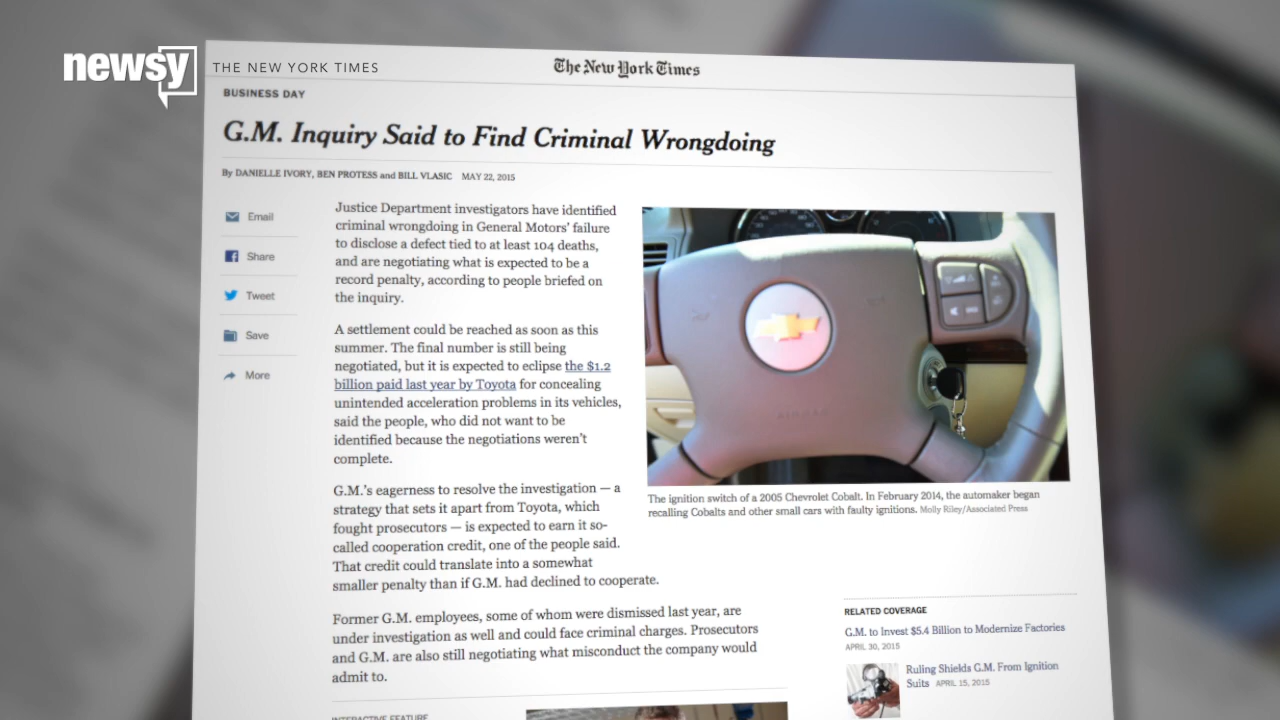 newsy
THE NEW YORK TIMES
The New York Times
BUSINESS DAY
G.M. Inquiry Said to Find Criminal Wrongdoing
By DANIELLE IVORY, BEN PROTESS and BILL VLASIC MAY 22, 2015
Email
Share
Tweet
Save
More
Justice Department investigators have identified
criminal wrongdoing in General Motors' failure
to disclose a defect tied to at least 104 deaths,
and are negotiating what is expected to be a
record penalty, according to people briefed on
the inquiry.
A settlement could be reached as soon as this
summer. The final number is still being
negotiated, but it is expected to eclipse the $1.2
billion paid last year by Toyota for concealing
unintended acceleration problems in its vehicles,
said the people, who did not want to be
identified because the negotiations weren't
complete.
G.M.'s eagerness to resolve the investigation — a
strategy that sets it apart from Toyota, which
fought prosecutors — is expected to earn it so-
called cooperation credit, one of the people said.
That credit could translate into a somewhat
smaller penalty than if G.M. had declined to cooperate.
Former G.M. employees, some of whom were dismissed last year, are
under investigation as well and could face criminal charges. Prosecutors
and G.M. are also still negotiating what misconduct the company would
admit to.
The ignition switch of a 2005 Chevrolet Cobalt. In February 2014, the automaker began
recalling Cobalts and other small cars with faulty ignitions. Molly Riley/Associated Press
RELATED COVERAGE
G.M. to Invest $5.4 Billion to Modernize Factories
APRIL 30, 2015
Ruling Shields G.M. From Ignition
Suits APRIL 15, 2015
INTERACTIVE FEATURE